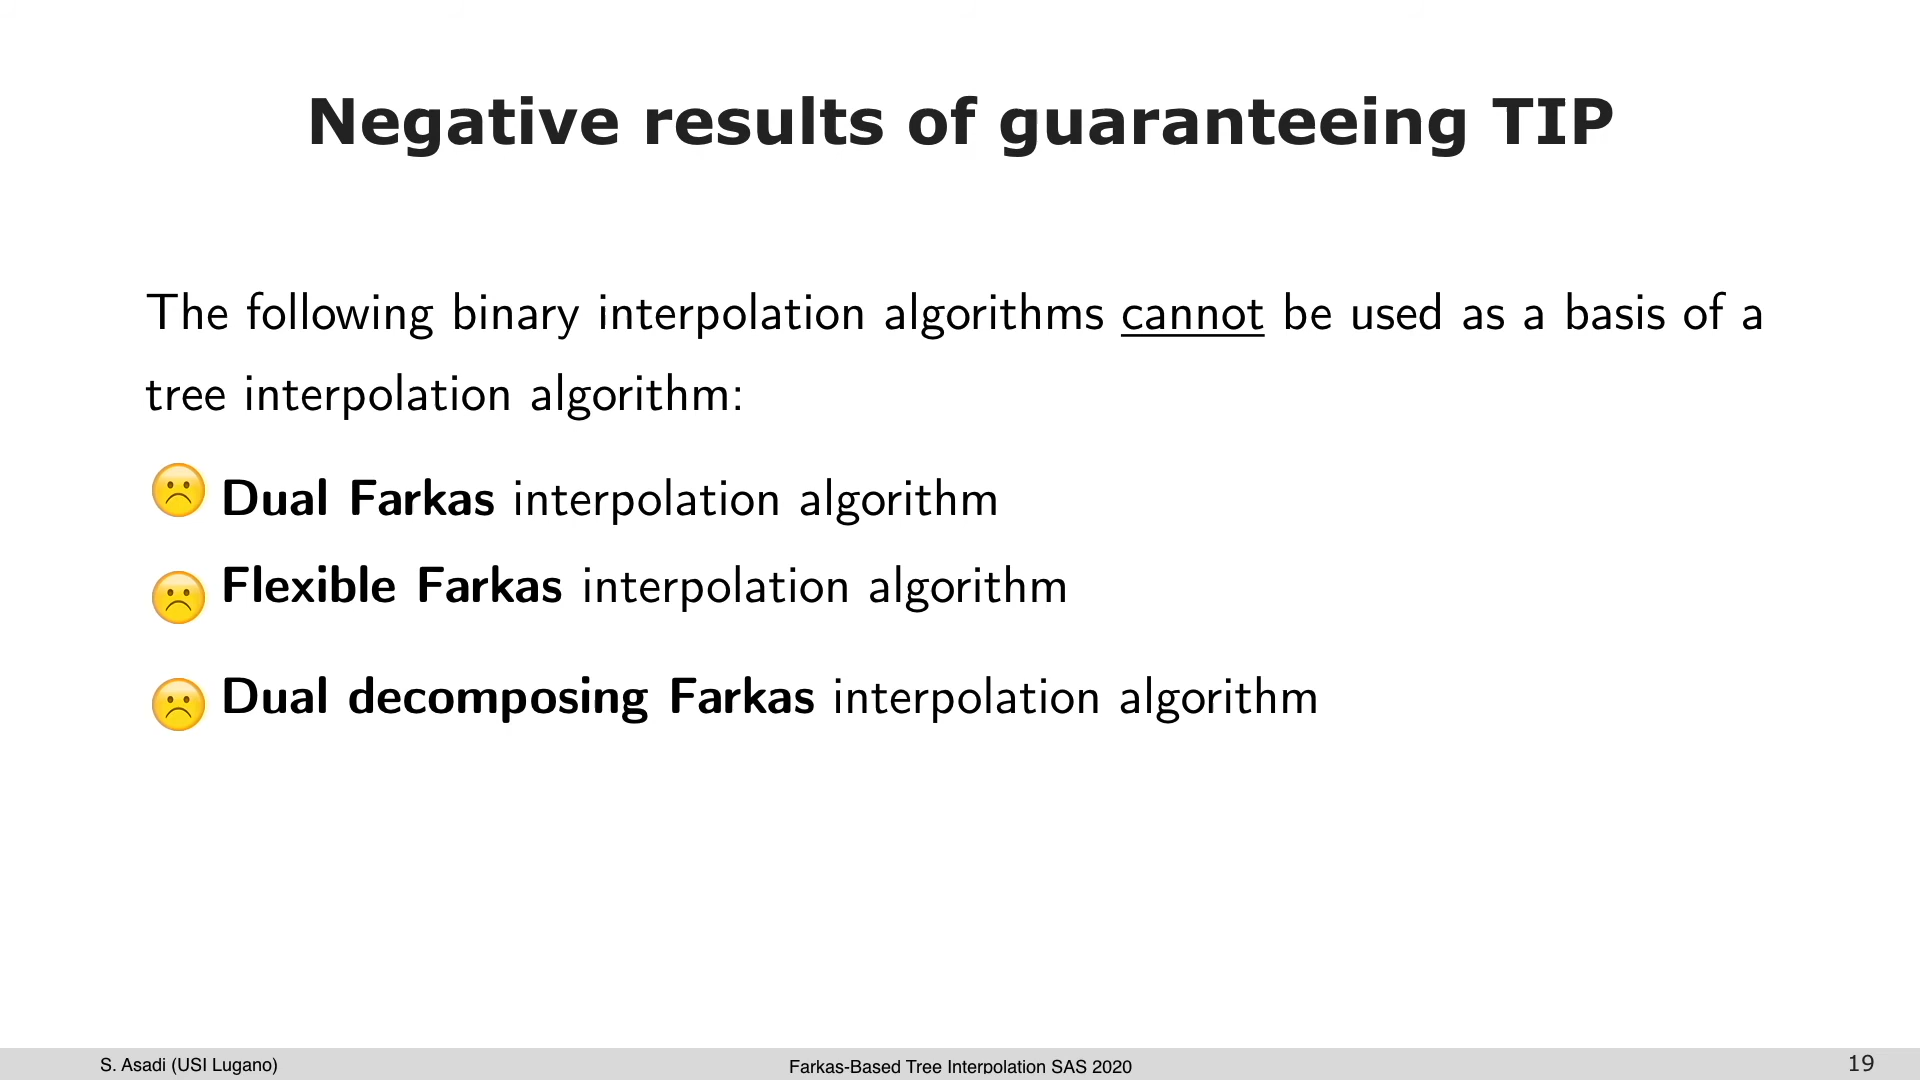 Negative results of guaranteeing TIP
The following binary interpolation algorithms cannot be used as a basis of a
tree interpolation algorithm:
Dual Farkas interpolation algorithm
Flexible Farkas interpolation algorithm
Dual decomposing Farkas interpolation algorithm
S. Asadi (USI Lugano)
Farkas-Based Tree Interpolation SAS 2020
19